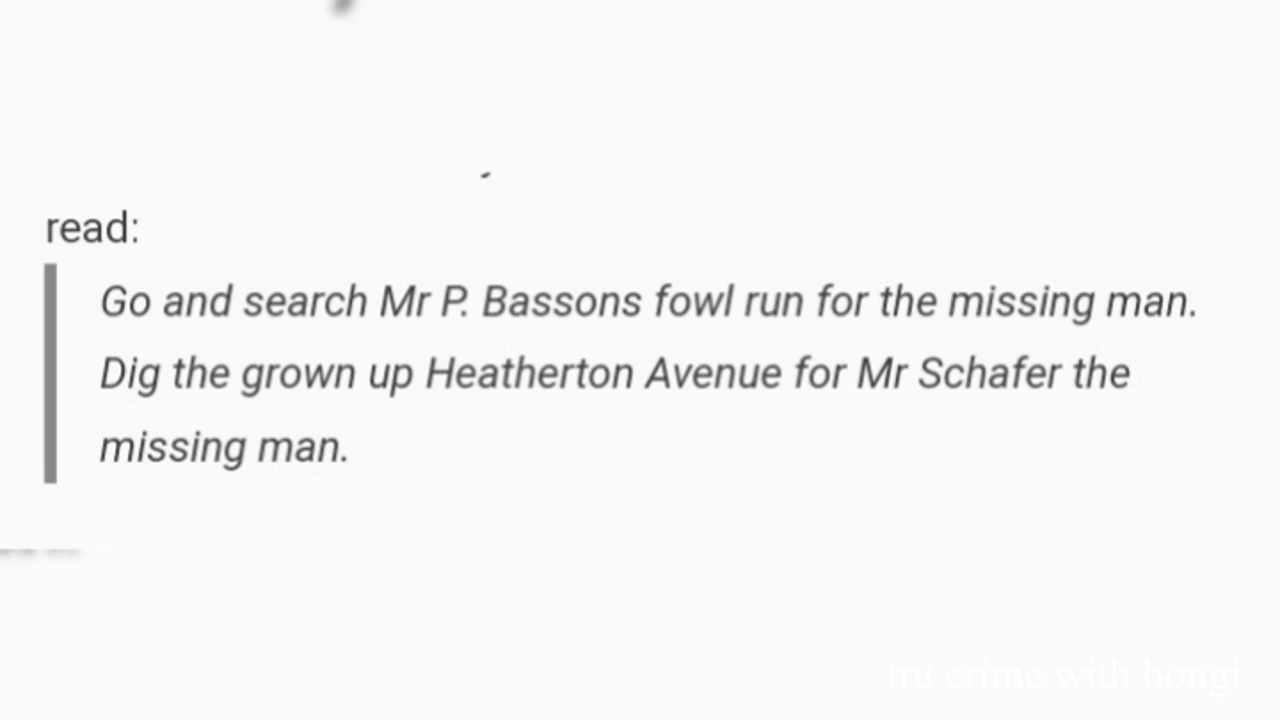 read:
Go and search Mr P. Bassons fowl run for the missing man.
Dig the grown up Heatherton Avenue for Mr Schafer the
missing man.
tru crime with bongi